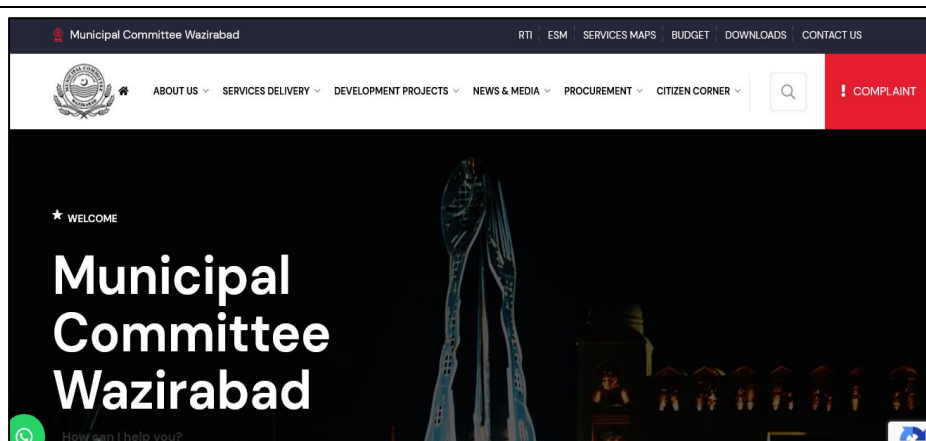 Municipal Committee Wazirabad
RTI ESM SERVICES MAPS BUDGET DOWNLOADS CONTACT US
ABOUT US SERVICES DELIVERY DEVELOPMENT PROJECTS NEWS & MEDIA PROCUREMENT CITIZEN CORNER
! COMPLAINT
WELCOME
Municipal
Committee
Wazirabad
How can I help you?